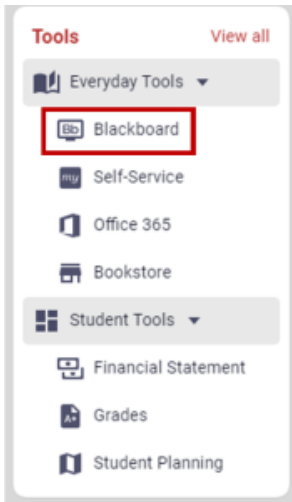 Tools View all
Everyday Tools
Bb Blackboard
my Self-Service
Office 365
Bookstore
Student Tools
Financial Statement
A+ Grades
Student Planning